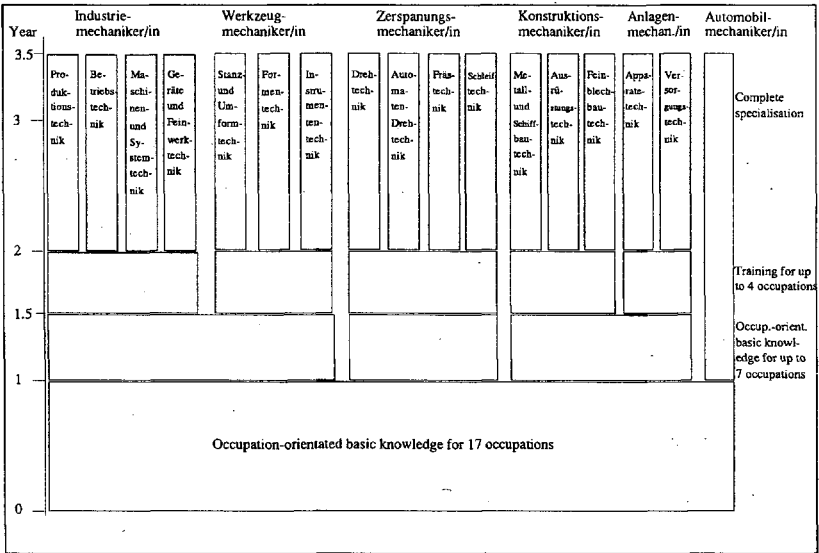 Industrie-
mechaniker/in
Werkzeug-
mechaniker/in
Zerspanungs-
mechaniker/in
Konstruktions-
mechaniker/in
Anlagen-
mechan./in
Automobil-
mechaniker/in
Year
3.5
3
2
1.5
1
0
Pro-
duk-
tions-
tech-
nik
Be-
triebs-
tech-
nik
Ma-
schi-
nen-
und
Sy-
stem-
tech-
nik
Ge-
räte
und
Fein-
werk-
tech-
nik
Stanz-
und
Um-
form-
technik
For-
men-
tech-
nik
In-
stru-
men-
ten-
tech-
nik
Dreh-
tech-
nik
Auto-
ma-
ten-
Dreh-
tech-
nik
Fräs-
tech-
nik
Schleif-
tech-
nik
Me-
tall-
und
Schiff-
bau-
tech-
nik
Aus-
rü-
stungs-
tech-
nik
Fein-
blech-
bau-
tech-
nik
Appa-
rate-
tech-
nik
Ver-
sor-
gungs-
tech-
nik
Complete
specialisation
Training for up
to 4 occupations
Occup.-orient.
basic knowl-
edge for up to
7 occupations
Occupation-orientated basic knowledge for 17 occupations